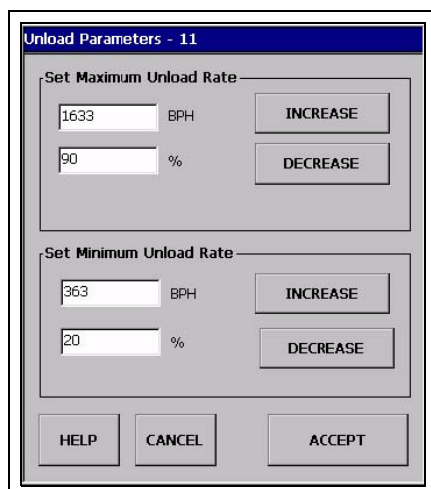 Unload Parameters - 11
Set Maximum Unload Rate
1633 BPH INCREASE
90 % DECREASE
Set Minimum Unload Rate
363 BPH INCREASE
20 % DECREASE
HELP CANCEL ACCEPT